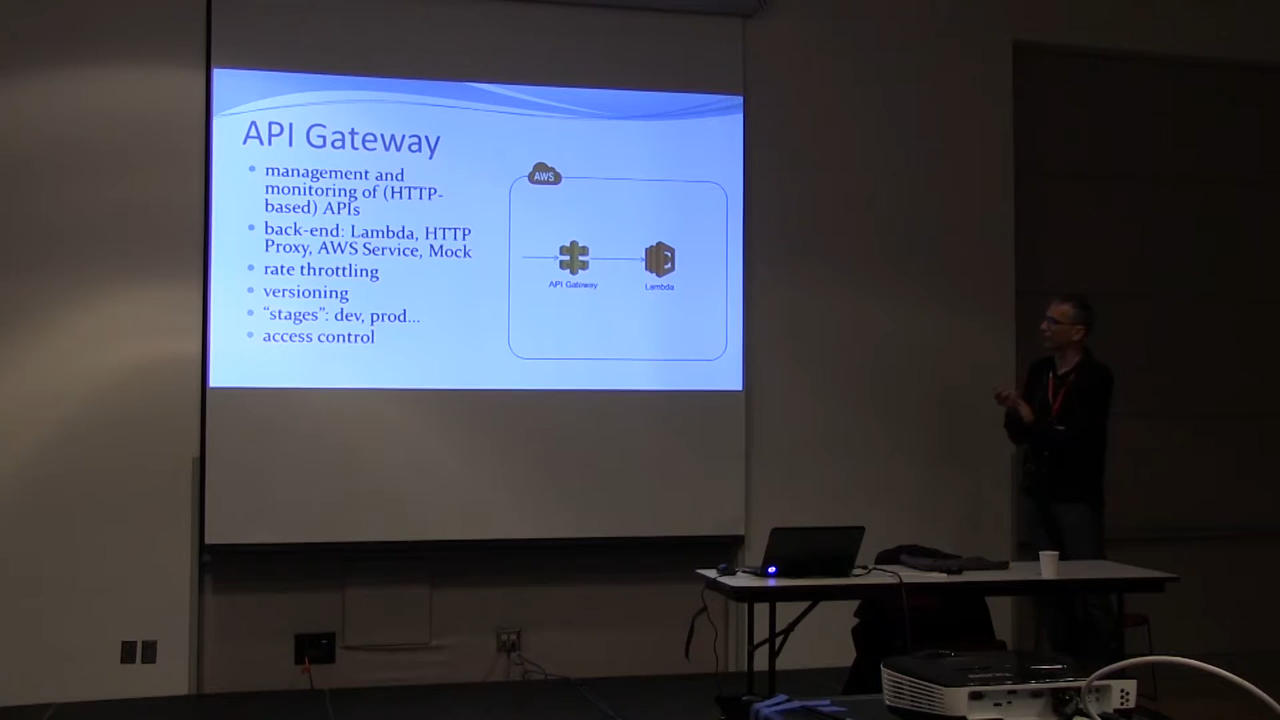 API Gateway
management and
monitoring of (HTTP-
based) APIs
back-end: Lambda, HTTP
Proxy, AWS Service, Mock
rate throttling
versioning
“stages”: dev, prod...
access control
AWS
API Gateway
Lambda